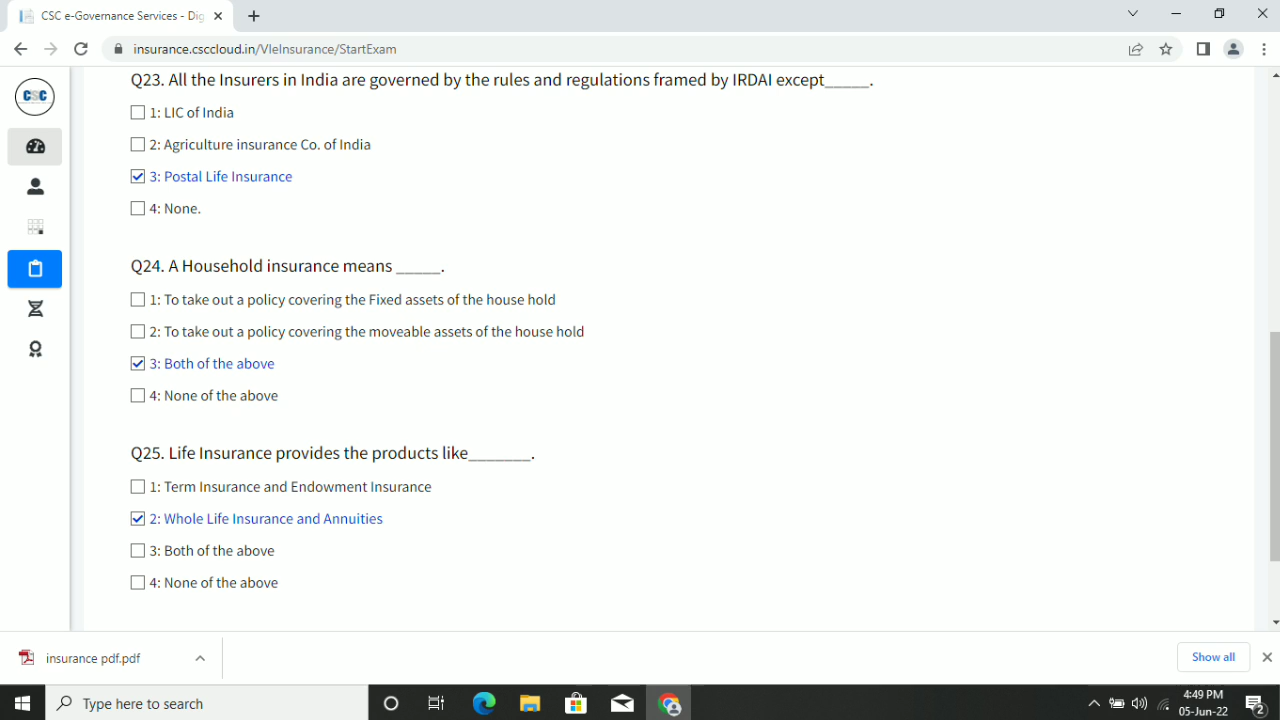 CSC e-Governance Services - Dig
insurance.csccloud.in/VleInsurance/StartExam
CSC
Q23. All the Insurers in India are governed by the rules and regulations framed by IRDAI except_____.
1: LIC of India
2: Agriculture insurance Co. of India
3: Postal Life Insurance
4: None.
Q24. A Household insurance means _____.
1: To take out a policy covering the Fixed assets of the house hold
2: To take out a policy covering the moveable assets of the house hold
3: Both of the above
4: None of the above
Q25. Life Insurance provides the products like_______.
1: Term Insurance and Endowment Insurance
2: Whole Life Insurance and Annuities
3: Both of the above
4: None of the above
insurance pdf.pdf
Show all
Type here to search
4:49 PM
05-Jun-22
2